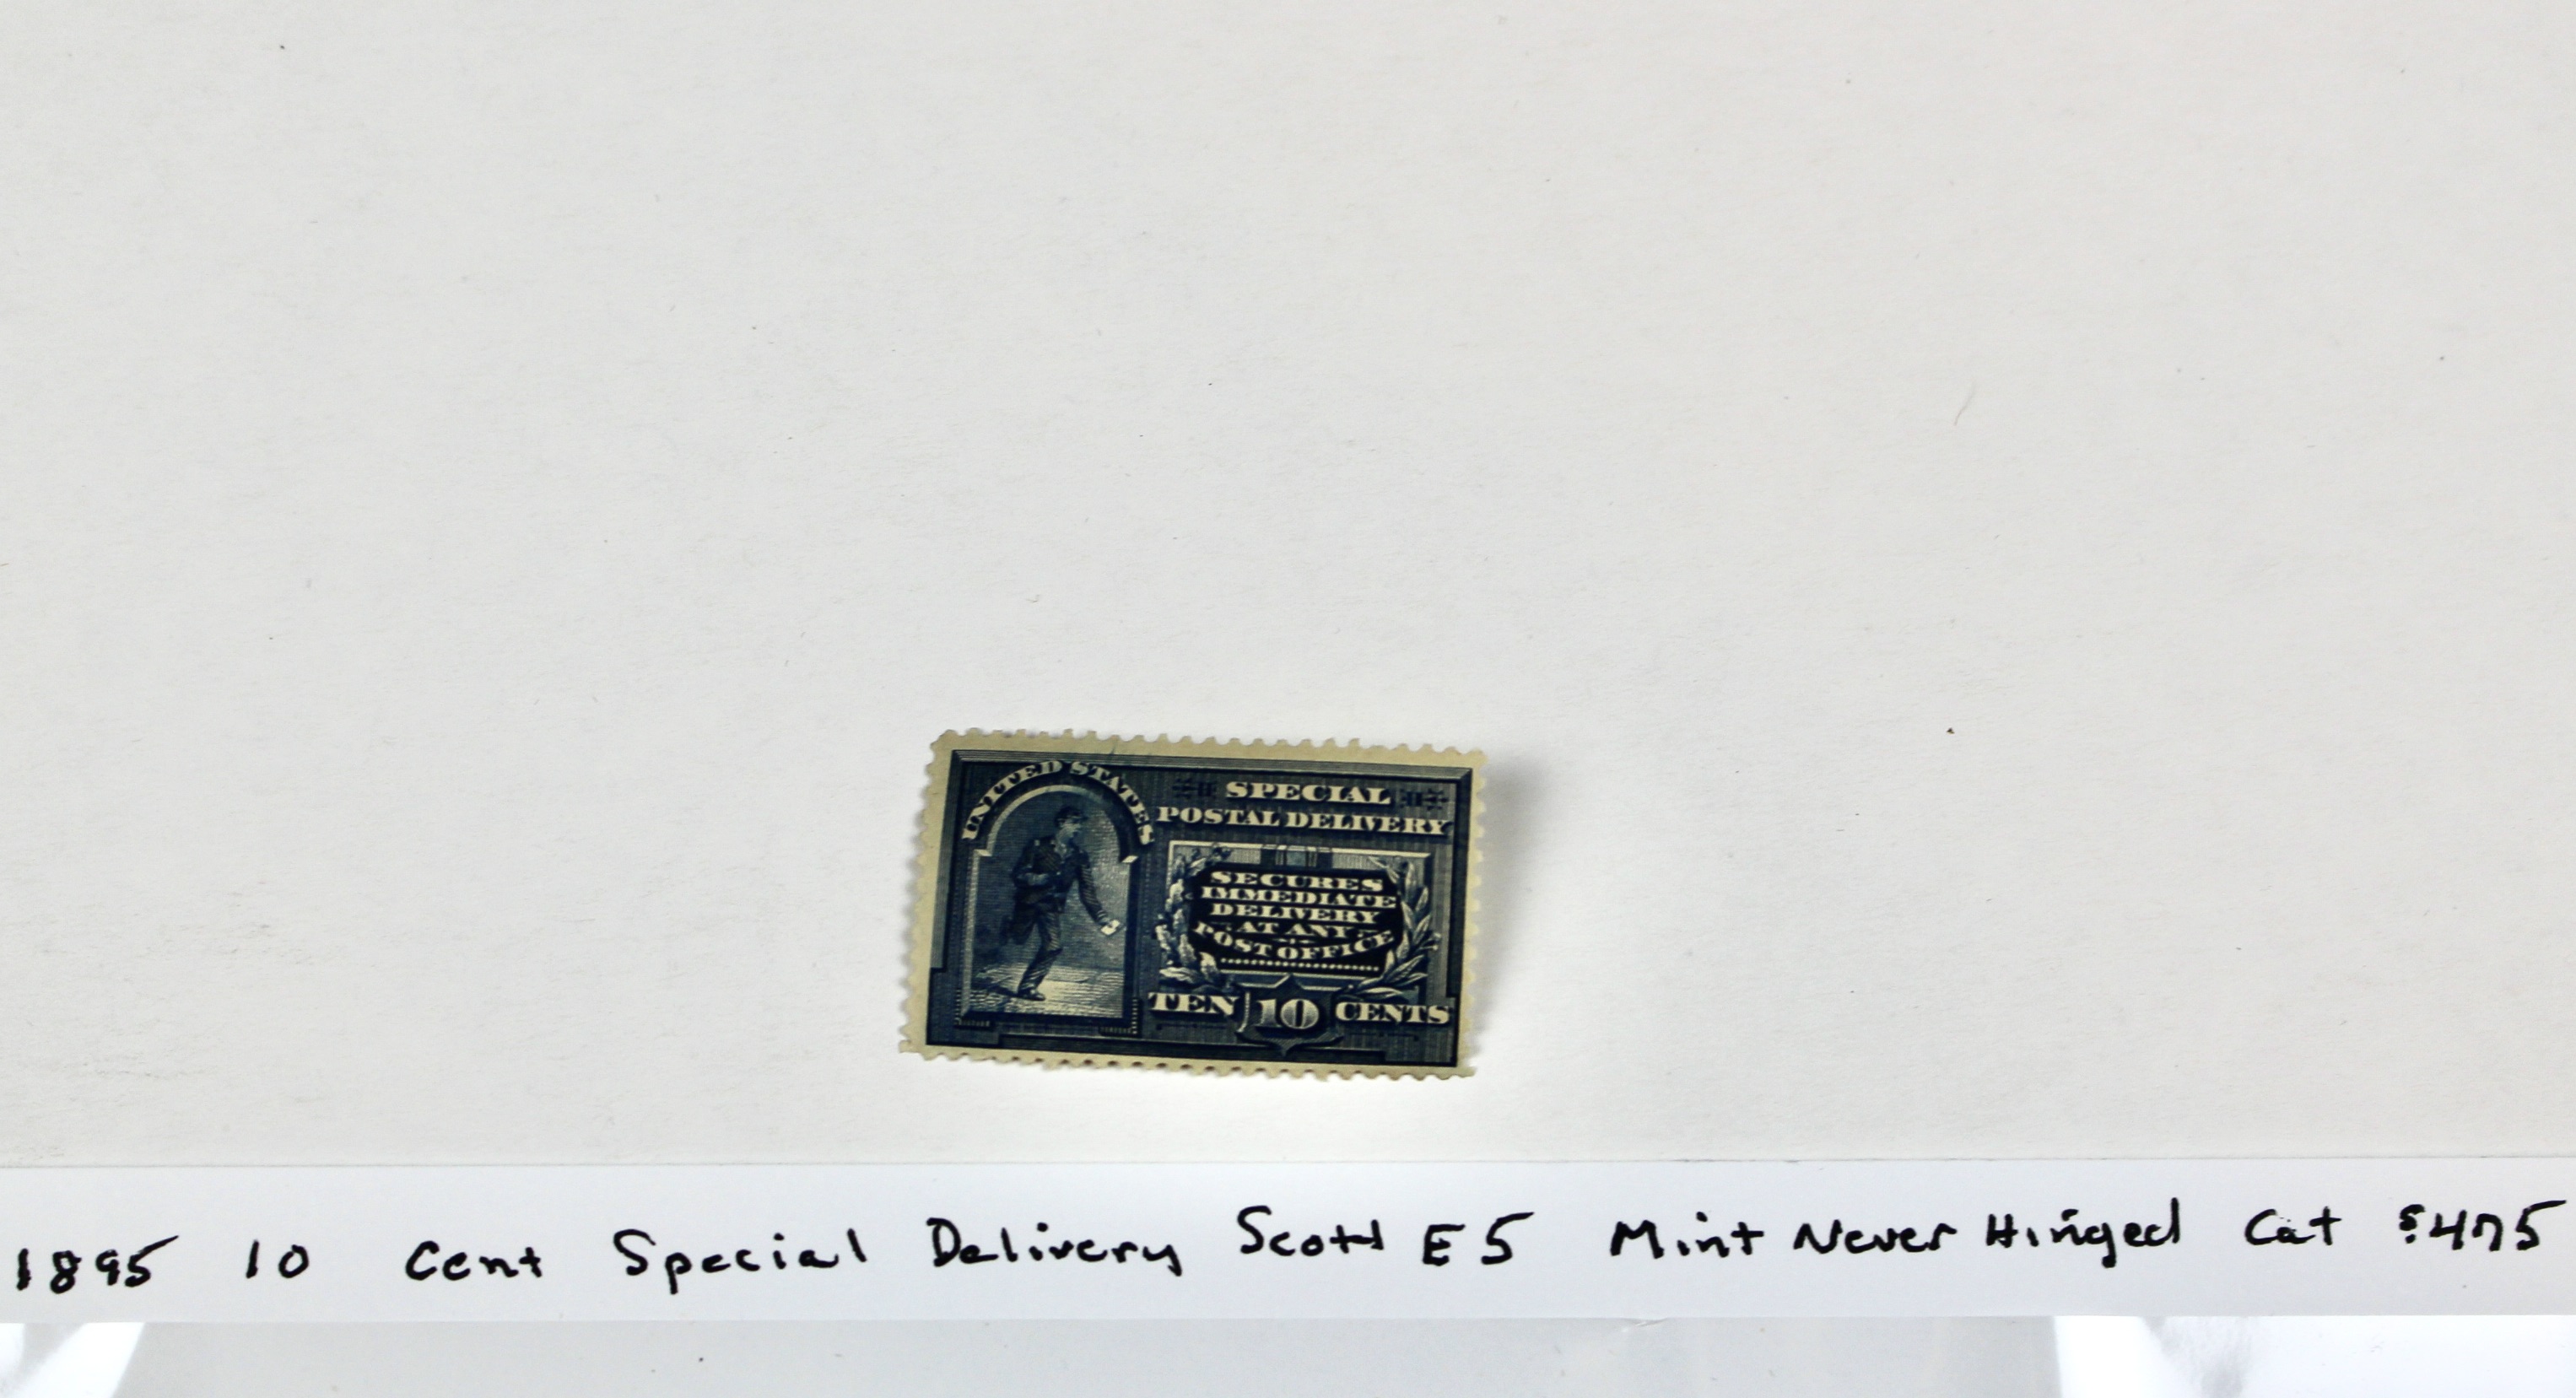 UNITED STATES
SPECIAL
POSTAL DELIVERY
SECURES
IMMEDIATE
DELIVERY
AT ANY
POST OFFICE
TEN 10 CENTS
1895 10 Cent Special Delivery Scott E5 Mint Never Hinged Cat $475